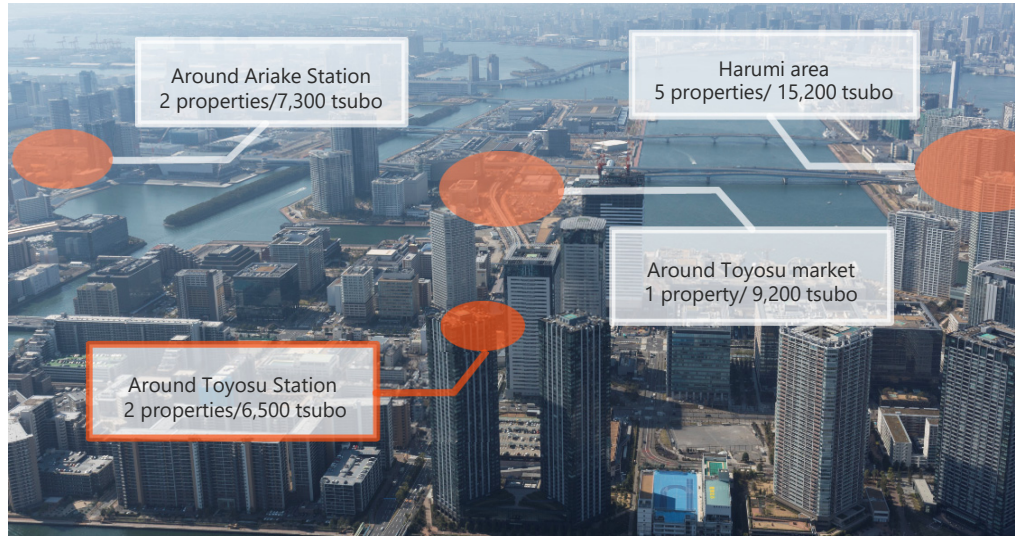 Around Ariake Station
2 properties/7,300 tsubo
Harumi area
5 properties/ 15,200 tsubo
Around Toyosu market
1 property/ 9,200 tsubo
Around Toyosu Station
2 properties/6,500 tsubo